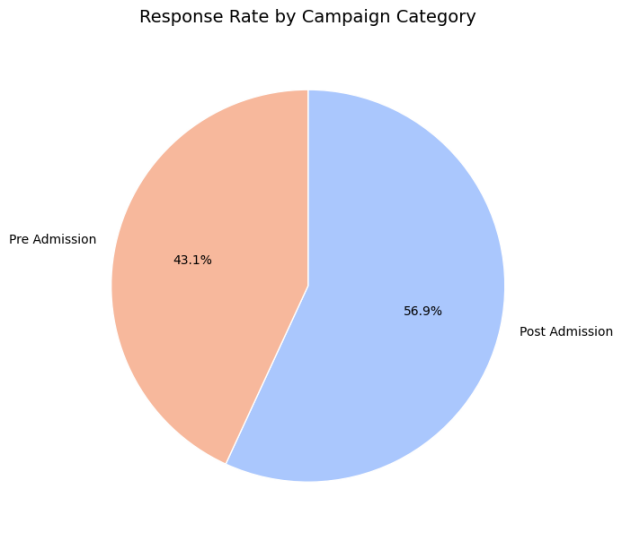 Response Rate by Campaign Category
Pre Admission
43.1%
56.9%
Post Admission